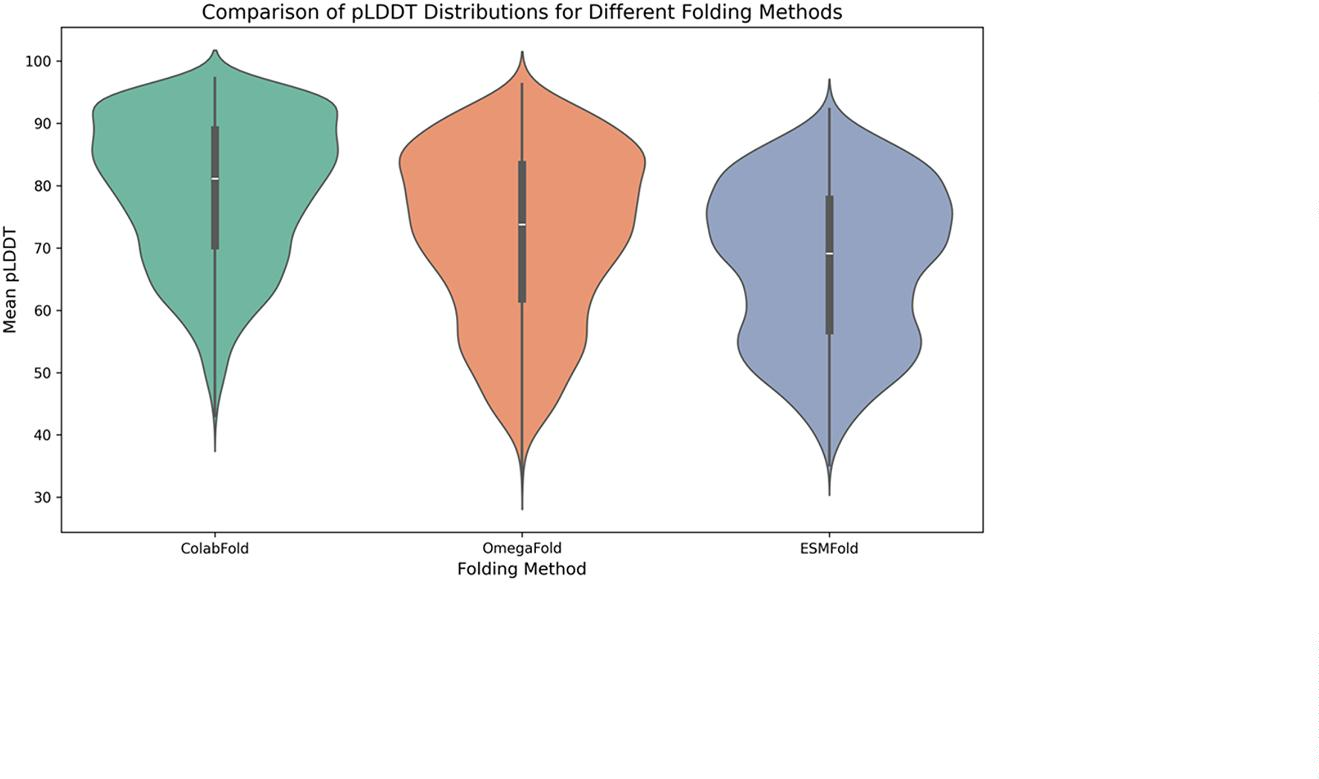 Comparison of pLDDT Distributions for Different Folding Methods
Mean pLDDT
100
90
80
70
60
50
40
30
ColabFold OmegaFold ESMFold
Folding Method